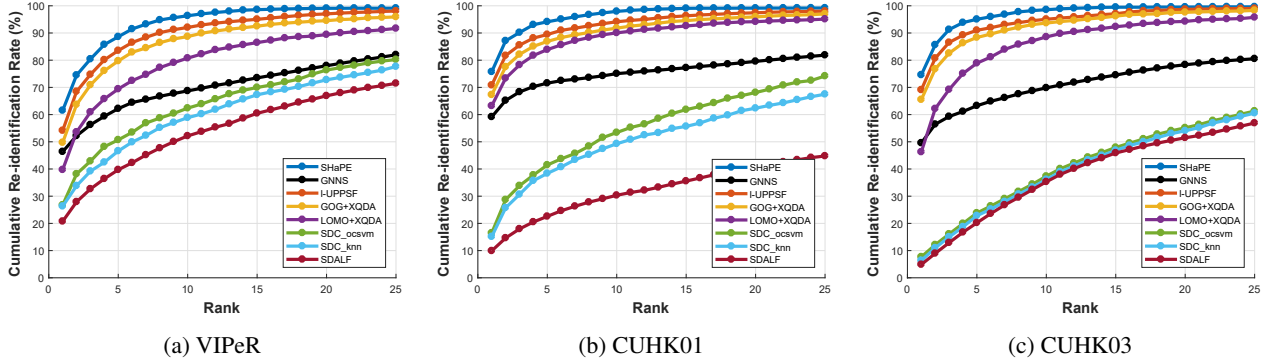 Cumulative Re-identification Rate (%)
100
90
80
70
60
50
40
30
20
10
0
SHaPE
GNNS
l-UPPSF
GOG+XQDA
LOMO+XQDA
SDC_ocsvm
SDC_knn
SDALF
0 5 10 15 20 25
Rank
(a) VIPeR
Cumulative Re-identification Rate (%)
100
90
80
70
60
50
40
30
20
10
0
SHaPE
GNNS
l-UPPSF
GOG+XQDA
LOMO+XQDA
SDC_ocsvm
SDC_knn
SDALF
0 5 10 15 20 25
Rank
(b) CUHK01
Cumulative Re-identification Rate (%)
100
90
80
70
60
50
40
30
20
10
0
SHaPE
GNNS
l-UPPSF
GOG+XQDA
LOMO+XQDA
SDC_ocsvm
SDC_knn
SDALF
0 5 10 15 20 25
Rank
(c) CUHK03